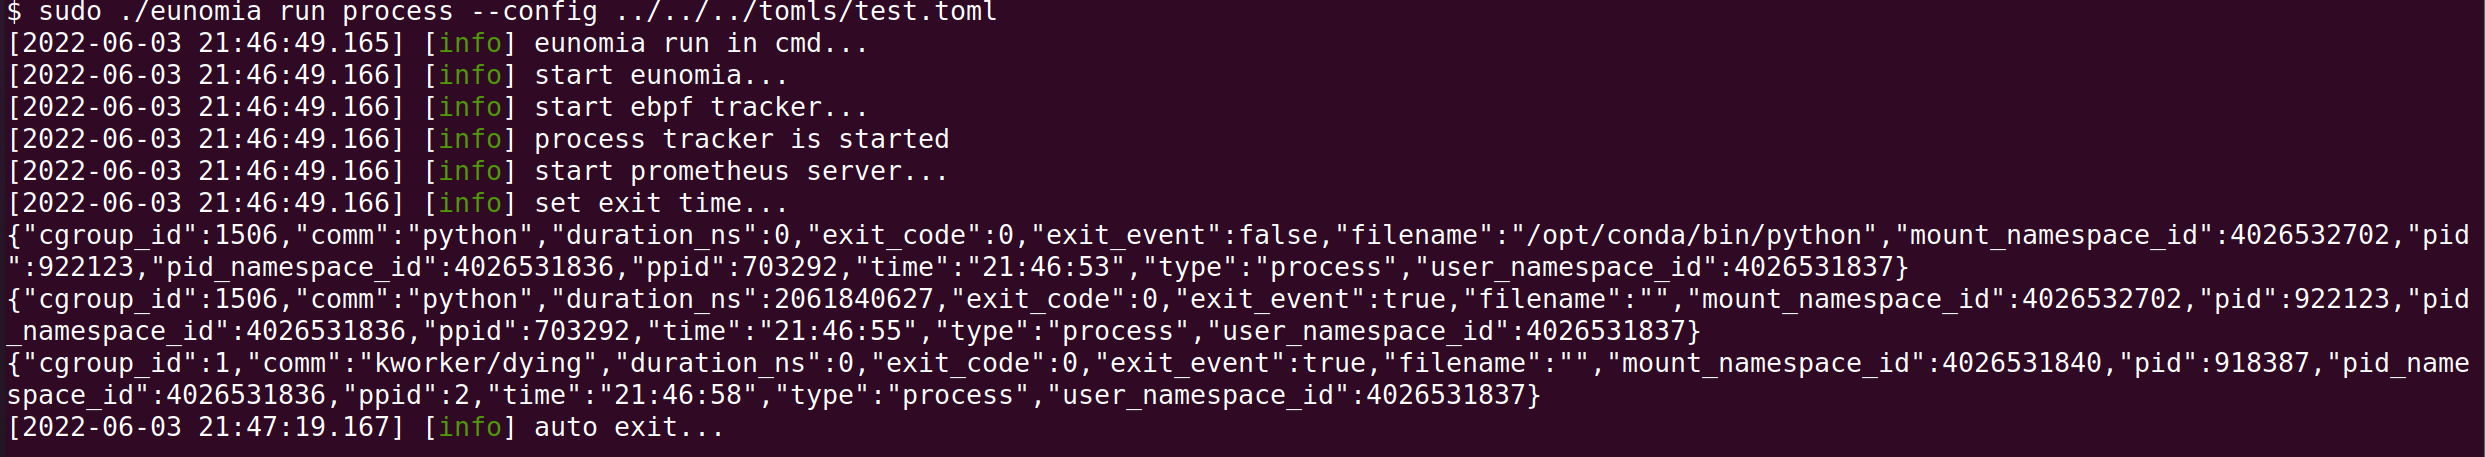 $ sudo ./eunomia run process --config ../../../tomls/test.toml
[2022-06-03 21:46:49.165] [info] eunomia run in cmd...
[2022-06-03 21:46:49.166] [info] start eunomia...
[2022-06-03 21:46:49.166] [info] start ebpf tracker...
[2022-06-03 21:46:49.166] [info] process tracker is started
[2022-06-03 21:46:49.166] [info] start prometheus server...
[2022-06-03 21:46:49.166] [info] set exit time...
{"cgroup_id":1506,"comm":"python","duration_ns":0,"exit_code":0,"exit_event":false,"filename":"/opt/conda/bin/python","mount_namespace_id":4026532702,"pid
":922123,"pid_namespace_id":4026531836,"ppid":703292,"time":"21:46:53","type":"process","user_namespace_id":4026531837}
{"cgroup_id":1506,"comm":"python","duration_ns":2061840627,"exit_code":0,"exit_event":true,"filename":"","mount_namespace_id":4026532702,"pid":922123,"pid
_namespace_id":4026531836,"ppid":703292,"time":"21:46:55","type":"process","user_namespace_id":4026531837}
{"cgroup_id":1,"comm":"kworker/dying","duration_ns":0,"exit_code":0,"exit_event":true,"filename":"","mount_namespace_id":4026531840,"pid":918387,"pid_name
space_id":4026531836,"ppid":2,"time":"21:46:58","type":"process","user_namespace_id":4026531837}
[2022-06-03 21:47:19.167] [info] auto exit...